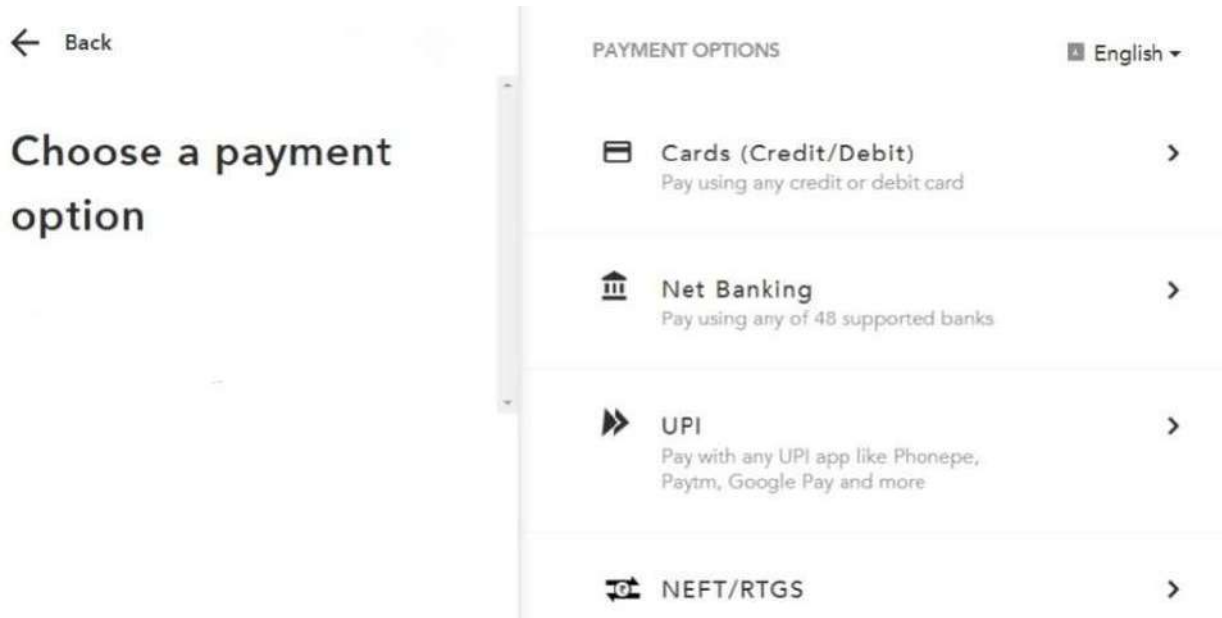 Back
Choose a payment
option
PAYMENT OPTIONS
English
Cards (Credit/Debit)
Pay using any credit or debit card
Net Banking
Pay using any of 48 supported banks
UPI
Pay with any UPI app like Phonepe,
Paytm, Google Pay and more
NEFT/RTGS